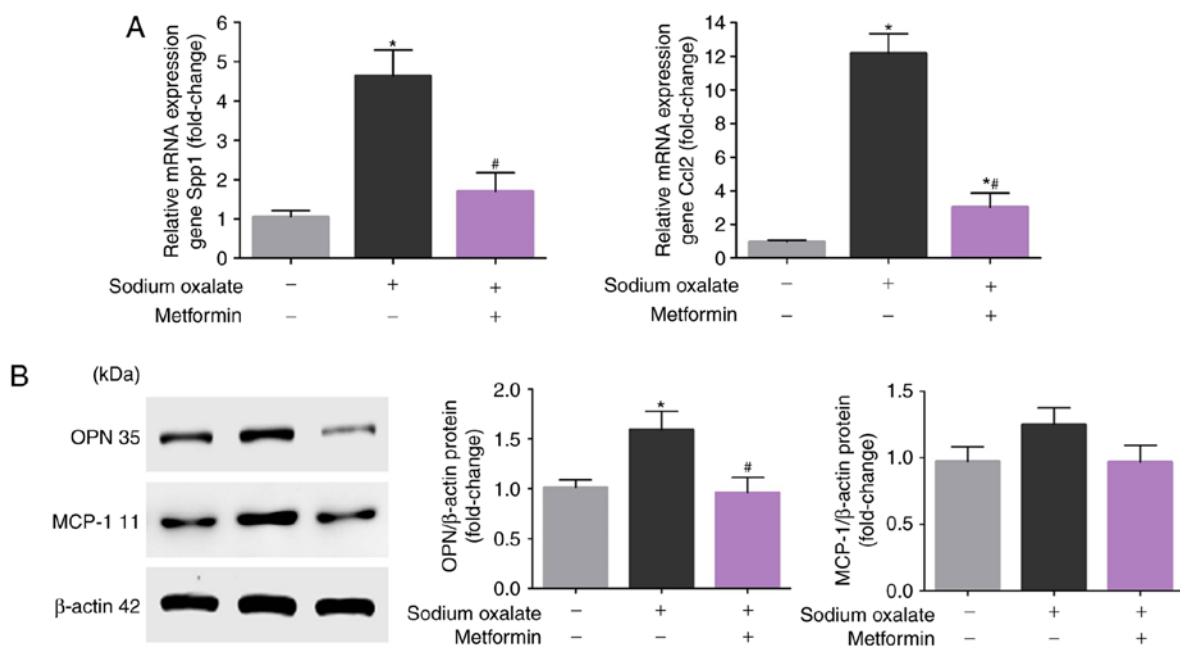 A
Relative mRNA expression
gene Spp1 (fold-change)
6
5
4
3
2
1
0
*
#
Sodium oxalate − + +
Metformin − − +
Relative mRNA expression
gene Ccl2 (fold-change)
14
12
10
8
6
4
2
0
*
*#
Sodium oxalate − + +
Metformin − − +
B
(kDa)
OPN 35
MCP-1 11
β-actin 42
OPN/β-actin protein
(fold-change)
2.0
1.5
1.0
0.5
0.0
*
#
Sodium oxalate − + +
Metformin − − +
MCP-1/β-actin protein
(fold-change)
1.5
1.0
0.5
0.0
Sodium oxalate − + +
Metformin − − +